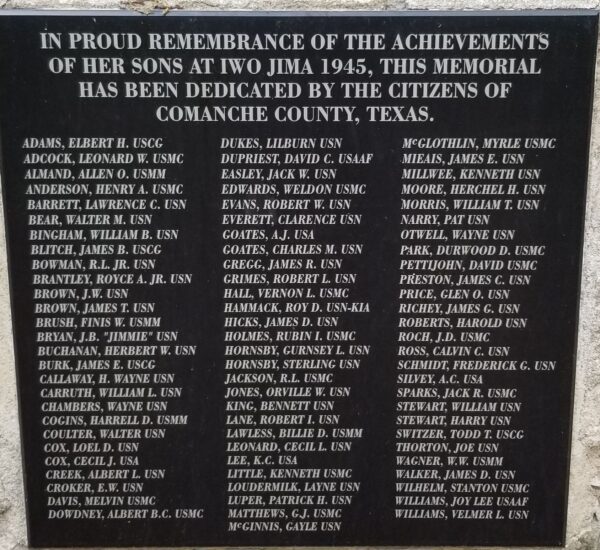 IN PROUD REMEMBRANCE OF THE ACHIEVEMENTS
OF HER SONS AT IWO JIMA 1945, THIS MEMORIAL
HAS BEEN DEDICATED BY THE CITIZENS OF
COMANCHE COUNTY, TEXAS.
ADAMS, ELBERT H. USCG
ADCOCK, LEONARD W. USMC
ALMAND, ALLEN O. USMM
ANDERSON, HENRY A. USMC
BARRETT, LAWRENCE C. USN
BEAR, WALTER M. USN
BINGHAM, WILLIAM B. USN
BLITCH, JAMES B. USCG
BOWMAN, R.L. JR. USN
BRANTLEY, ROYCE A. JR. USN
BROWN, J.W. USN
BROWN, JAMES T. USN
BRUSH, FINIS W. USMM
BRYAN, J.B. "JIMMIE" USN
BUCHANAN, HERBERT W. USN
BURK, JAMES E. USCG
CALLAWAY, H. WAYNE USN
CARRUTH, WILLIAM L. USN
CHAMBERS, WAYNE USN
COGINS, HARRELL D. USMM
COULTER, WALTER USN
COX, LOEL D. USN
COX, CECIL J. USA
CREEK, ALBERT L. USN
CROKER, E.W. USN
DAVIS, MELVIN USMC
DOWDNEY, ALBERT B.C. USMC
DUKES, LILBURN USN
DUPRIEST, DAVID C. USAAF
EASLEY, JACK W. USN
EDWARDS, WELDON USMC
EVANS, ROBERT W. USN
EVERETT, CLARENCE USN
GOATES, A.J. USA
GOATES, CHARLES M. USN
GREGG, JAMES R. USN
GRIMES, ROBERT L. USN
HALL, VERNON L. USMC
HAMMACK, ROY D. USN-KIA
HICKS, JAMES D. USN
HOLMES, RUBIN I. USMC
HORNSBY, GURNSEY L. USN
HORNSBY, STERLING USN
JACKSON, R.L. USMC
JONES, ORVILLE W. USN
KING, BENNETT USN
LANE, ROBERT I. USN
LAWLESS, BILLIE D. USMM
LEONARD, CECIL L. USN
LEE, K.C. USA
LITTLE, KENNETH USMC
LOUDERMILK, LAYNE USN
LUPER, PATRICK H. USN
MATTHEWS, G.J. USMC
McGINNIS, GAYLE USN
McGLOTHLIN, MYRLE USMC
MIEAIS, JAMES E. USN
MILLWEE, KENNETH USN
MOORE, HERCHEL H. USN
MORRIS, WILLIAM T. USN
NARRY, PAT USN
OTWELL, WAYNE USN
PARK, DURWOOD D. USMC
PETTIJOHN, DAVID USMC
PRESTON, JAMES C. USN
PRICE, GLEN O. USN
RICHEY, JAMES G. USN
ROBERTS, HAROLD USN
ROCH, J.D. USMC
ROSS, CALVIN C. USN
SCHMIDT, FREDERICK G. USN
SILVEY, A.C. USA
SPARKS, JACK R. USMC
STEWART, WILLIAM USN
STEWART, HARRY USN
SWITZER, TODD T. USCG
THORTON, JOE USN
WAGNER, W.W. USMM
WALKER, JAMES D. USN
WILHELM, STANTON USMC
WILLIAMS, JOY LEE USAAF
WILLIAMS, VELMER L. USN